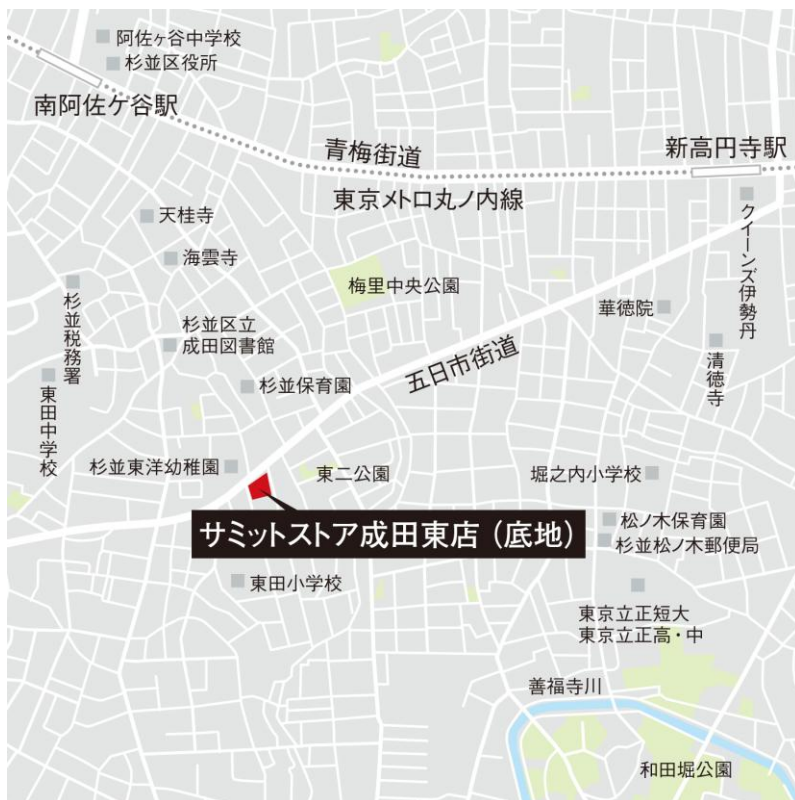 阿佐ヶ谷中学校
杉並区役所
南阿佐ケ谷駅
青梅街道
新高円寺駅
東京メトロ丸ノ内線
天桂寺
クイーンズ伊勢丹
海雲寺
梅里中央公園
杉並税務署
華徳院
杉並区立
成田図書館
清徳寺
五日市街道
東田中学校
杉並保育園
杉並東洋幼稚園
東二公園
堀之内小学校
サミットストア成田東店（底地）
松ノ木保育園
杉並松ノ木郵便局
東田小学校
東京立正短大
東京立正高・中
善福寺川
和田堀公園